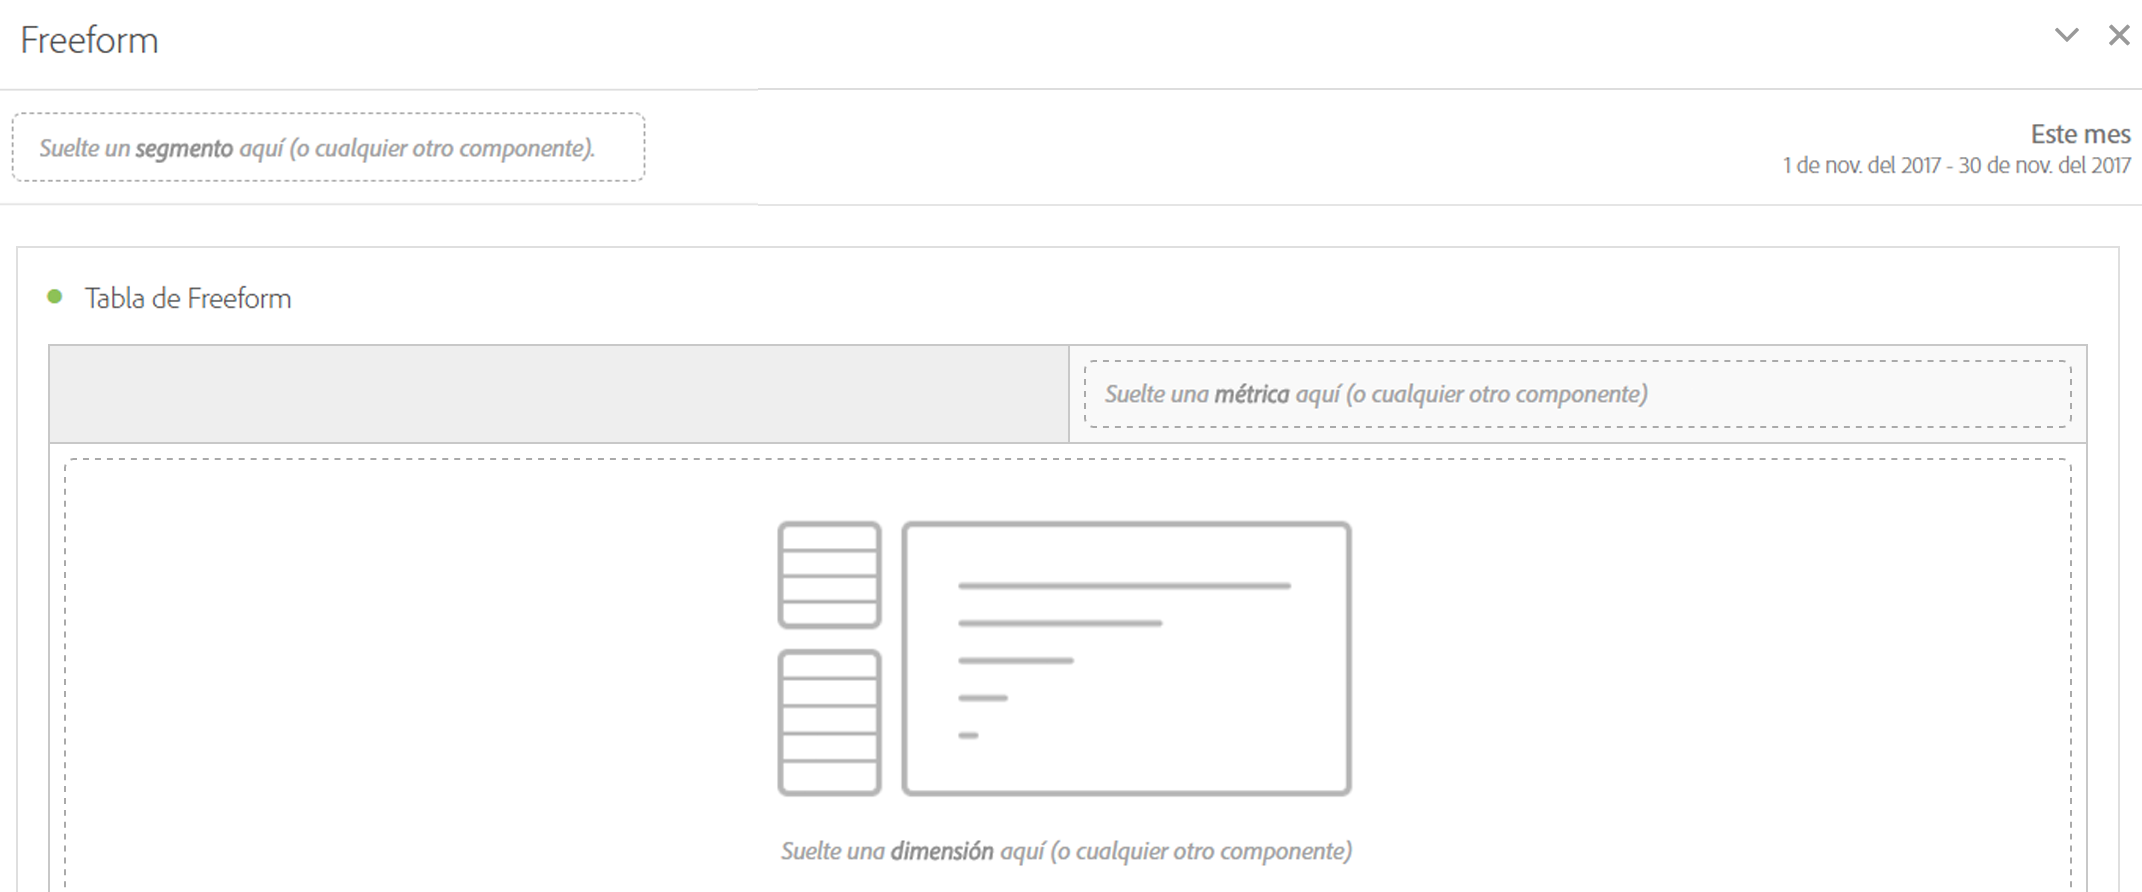 Freeform
Suelte un segmento aquí (o cualquier otro componente).
Este mes
1 de nov. del 2017 - 30 de nov. del 2017
Tabla de Freeform
Suelte una métrica aquí (o cualquier otro componente)
Suelte una dimensión aquí (o cualquier otro componente)